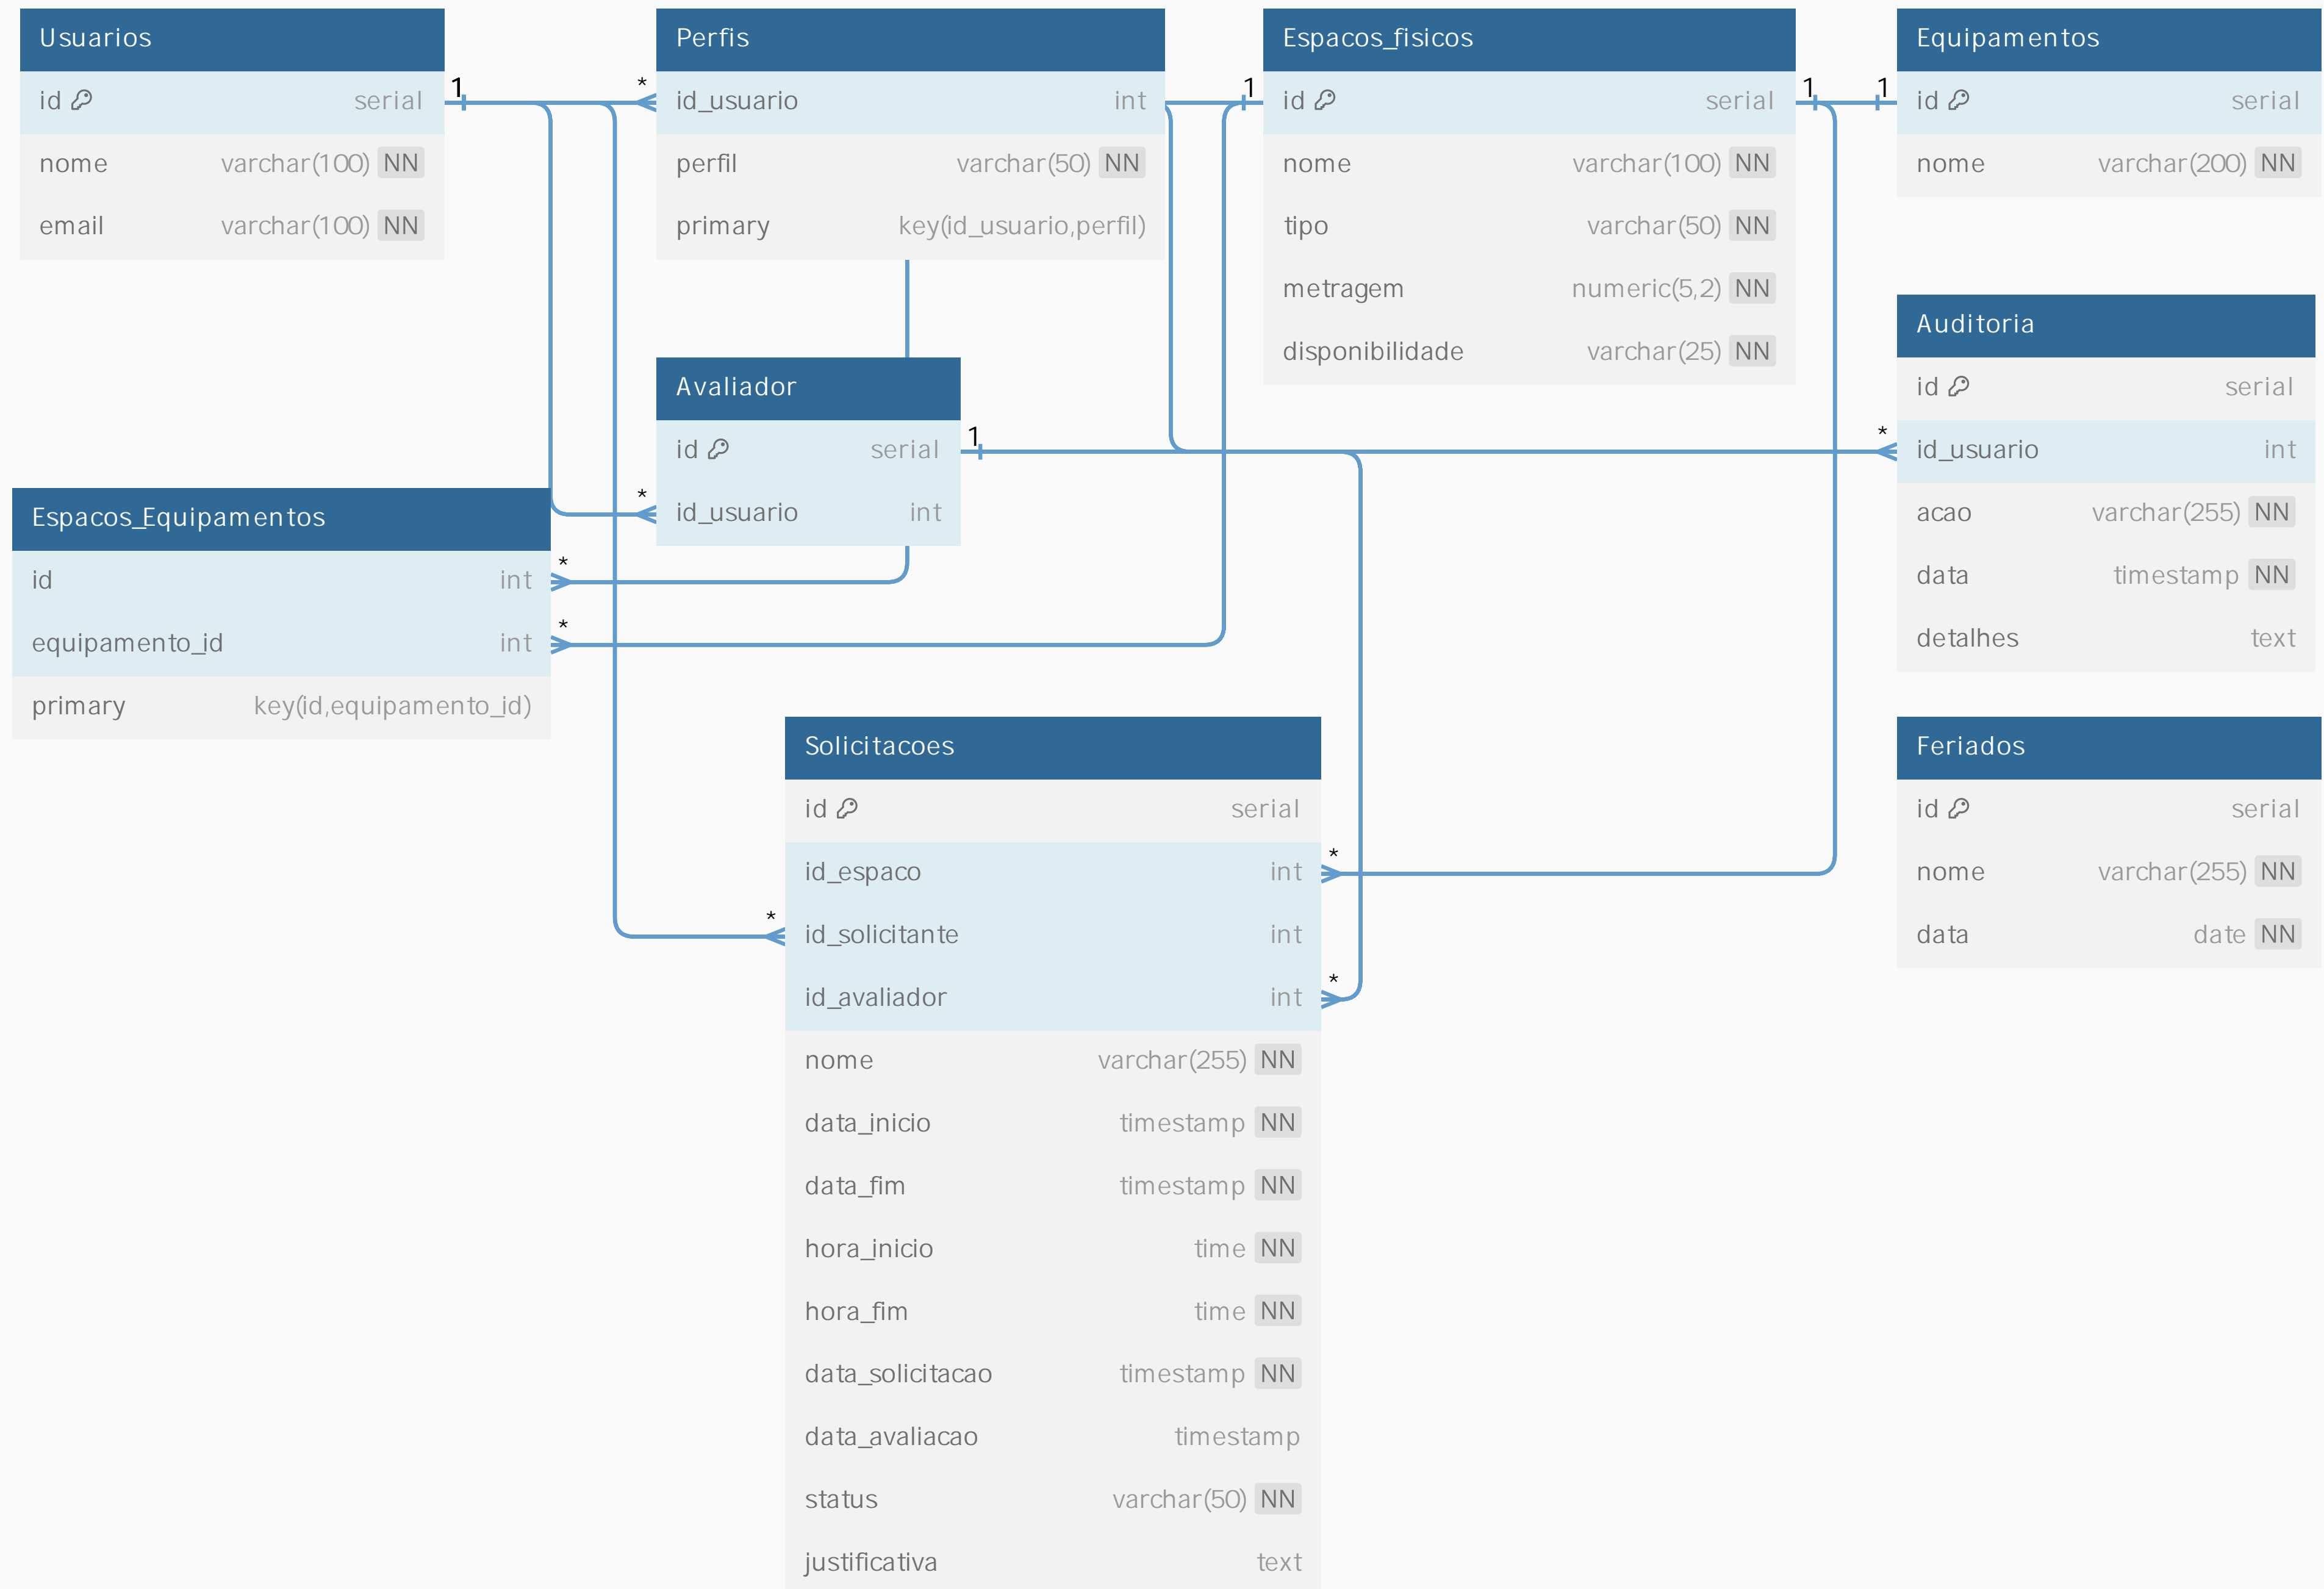 Usuarios
id serial
nome varchar(100) NN
email varchar(100) NN
1
*
Perfis
id_usuario int
perfil varchar(50) NN
primary key(id_usuario,perfil)
1
Espacos_fisicos
id serial
nome varchar(100) NN
tipo varchar(50) NN
metragem numeric(5,2) NN
disponibilidade varchar(25) NN
1
1
Equipamentos
id serial
nome varchar(200) NN
Avaliador
id serial
id_usuario int
1
*
*
Auditoria
id serial
id_usuario int
acao varchar(255) NN
data timestamp NN
detalhes text
Espacos_Equipamentos
id int
equipamento_id int
primary key(id,equipamento_id)
*
*
Solicitacoes
id serial
id_espaco int
id_solicitante int
id_avaliador int
nome varchar(255) NN
data_inicio timestamp NN
data_fim timestamp NN
hora_inicio time NN
hora_fim time NN
data_solicitacao timestamp NN
data_avaliacao timestamp
status varchar(50) NN
justificativa text
*
*
*
Feriados
id serial
nome varchar(255) NN
data date NN